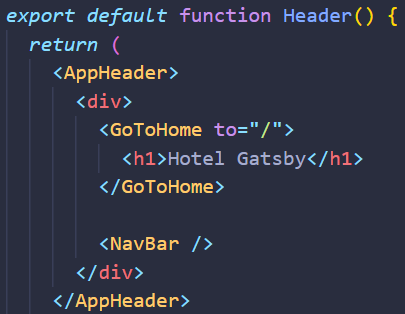 export default function Header() {
  return (
    <AppHeader>
      <div>
        <GoToHome to="/">
          <h1>Hotel Gatsby</h1>
        </GoToHome>

        <NavBar />
      </div>
    </AppHeader>